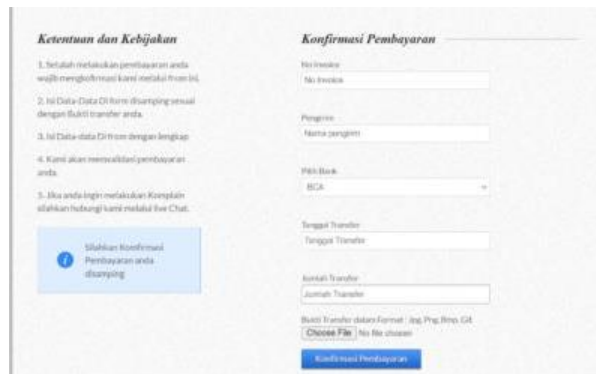 Ketentuan dan Kebijakan
1. Setelah melakukan pembayaran anda
wajib mengkofirmasi kami melalui from ini.
2. Isi Data-Data Di form disamping sesuai
dengan Bukti transfer anda.
3. Isi Data-data Di from dengan lengkap
4. Kami akan memvalidasi pembayaran
anda.
5. Jika anda ingin melakukan Komplain
silahkan hubungi kami melalui live Chat.
Silahkan Konfirmasi
Pembayaran anda
disamping
Konfirmasi Pembayaran
No Invoice
No Invoice
Pengirim
Nama pengirim
Pilih Bank
BCA
Tanggal Transfer
Tanggal Transfer
Jumlah Transfer
Jumlah Transfer
Bukti Transfer dalam Format : Jpg, Png, Bmp, Gif.
Choose File No file chosen
Konfirmasi Pembayaran